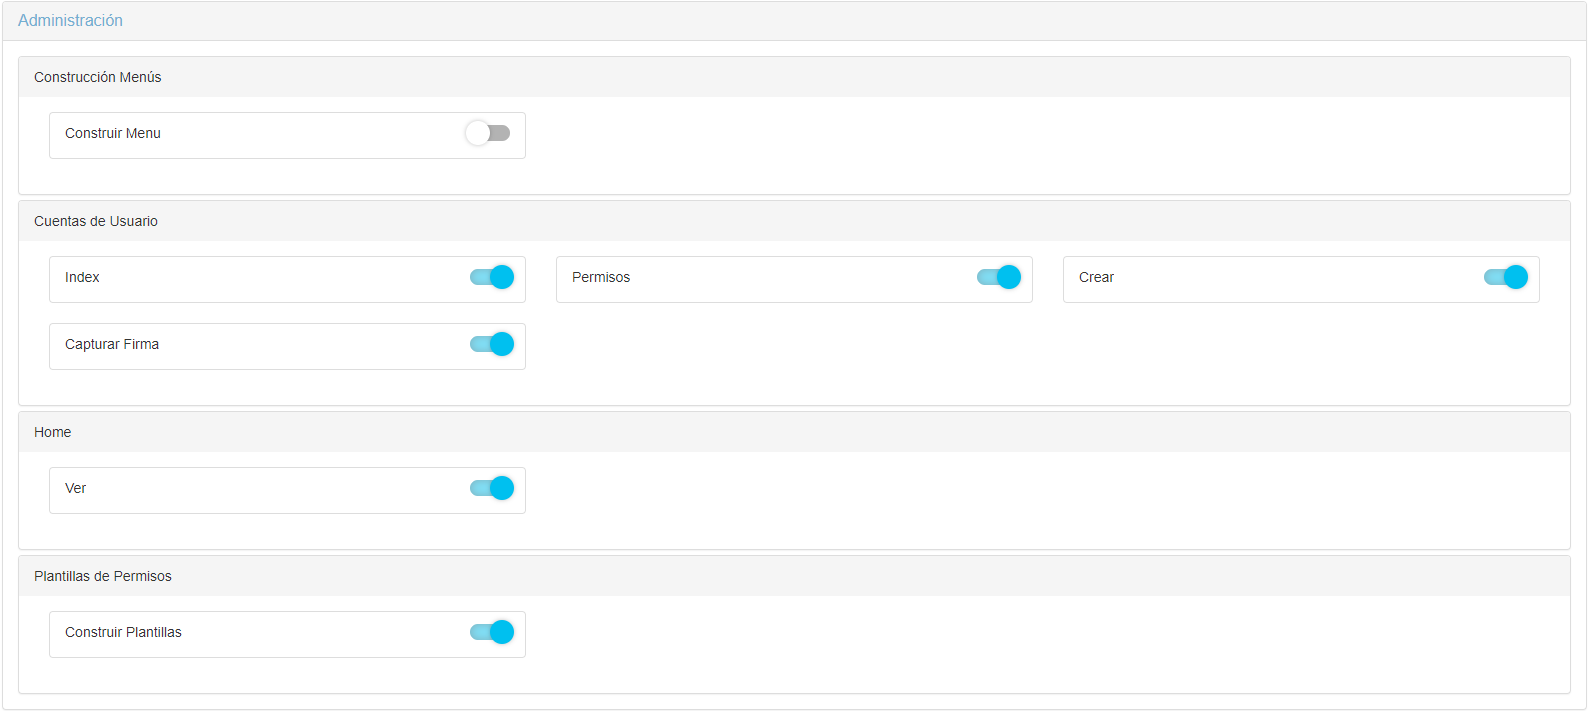 Administración
Construcción Menús
Construir Menu
Cuentas de Usuario
Index
Permisos
Crear
Capturar Firma
Home
Ver
Plantillas de Permisos
Construir Plantillas